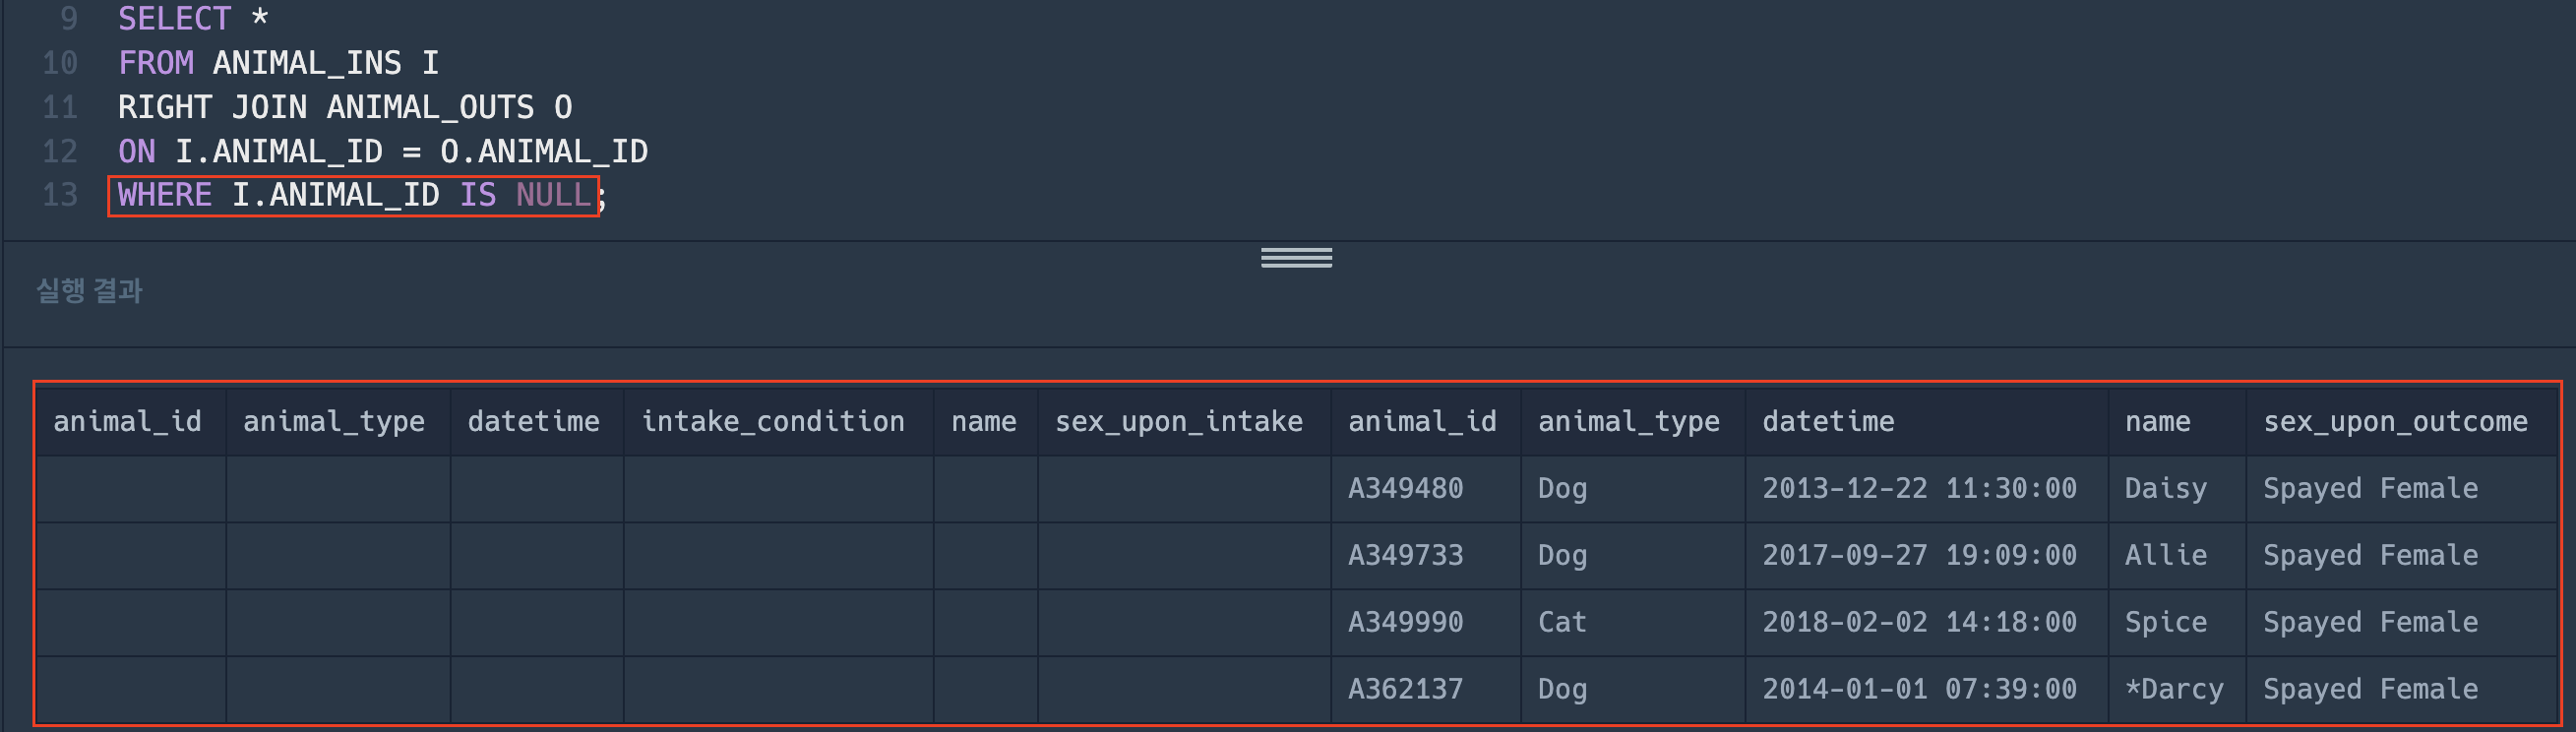 9 SELECT *
10 FROM ANIMAL_INS I
11 RIGHT JOIN ANIMAL_OUTS O
12 ON I.ANIMAL_ID = O.ANIMAL_ID
13 WHERE I.ANIMAL_ID IS NULL;
실행 결과
animal_id animal_type datetime intake_condition name sex_upon_intake animal_id animal_type datetime name sex_upon_outcome
A349480 Dog 2013-12-22 11:30:00 Daisy Spayed Female
A349733 Dog 2017-09-27 19:09:00 Allie Spayed Female
A349990 Cat 2018-02-02 14:18:00 Spice Spayed Female
A362137 Dog 2014-01-01 07:39:00 *Darcy Spayed Female